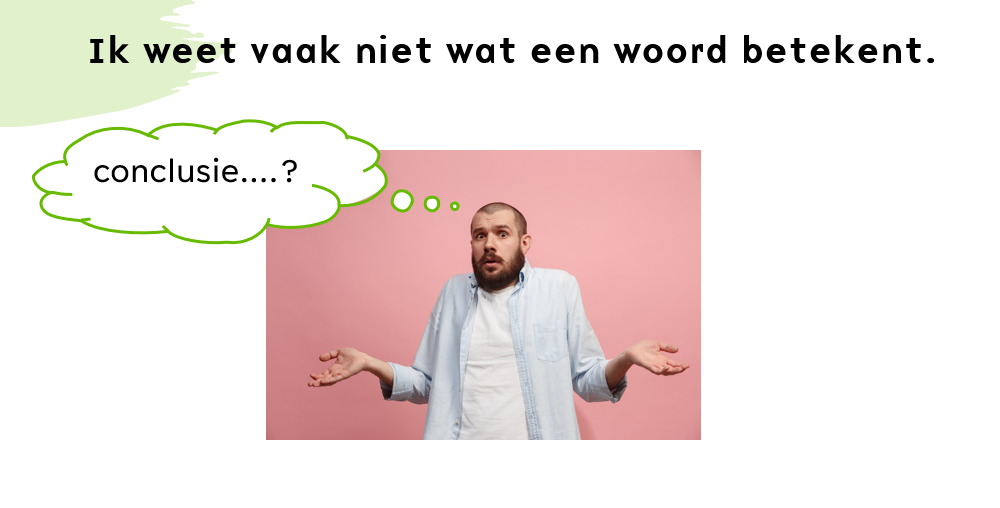 Ik weet vaak niet wat een woord betekent.
conclusie....?